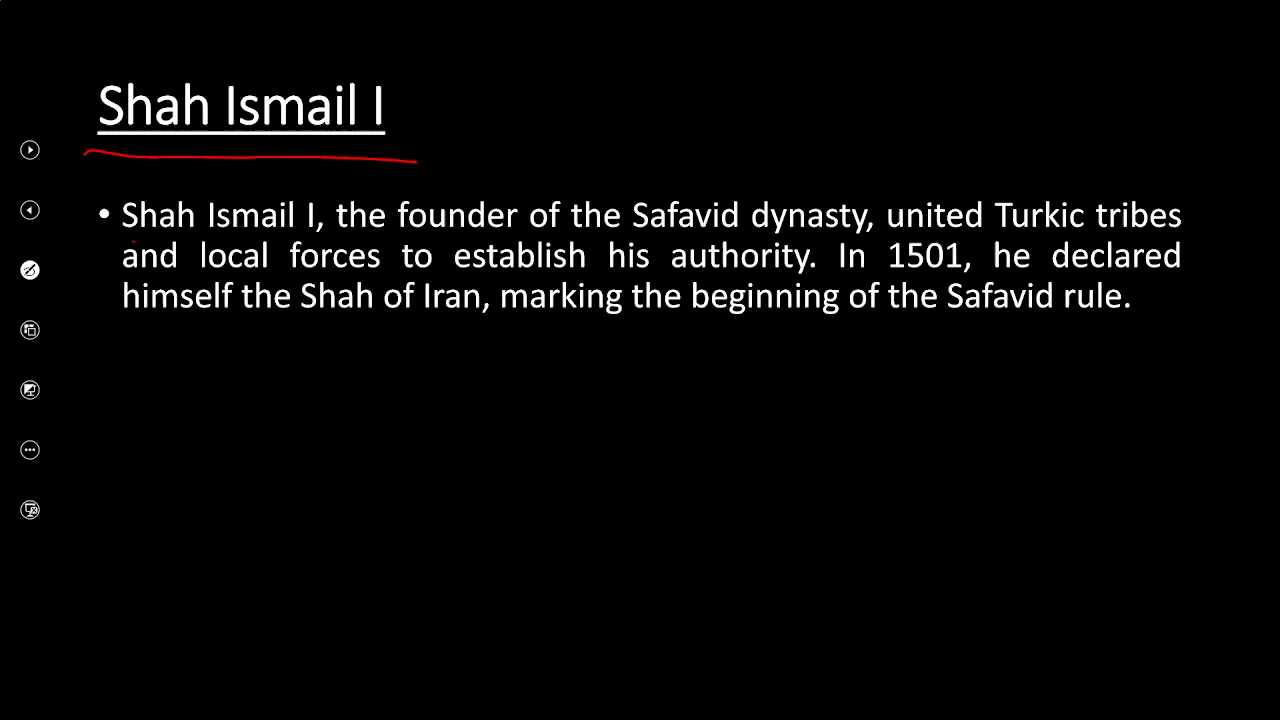 Shah Ismail I
• Shah Ismail I, the founder of the Safavid dynasty, united Turkic tribes
and local forces to establish his authority. In 1501, he declared
himself the Shah of Iran, marking the beginning of the Safavid rule.